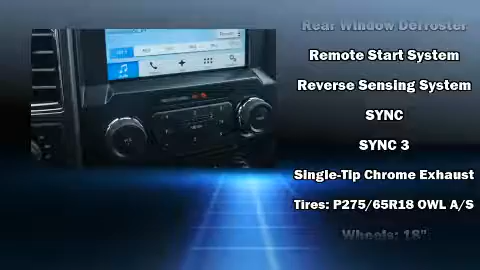 Rear Window Defroster
Remote Start System
Reverse Sensing System
SYNC
SYNC 3
Single-Tip Chrome Exhaust
Tires: P275/65R18 OWL A/S
Wheels: 18"